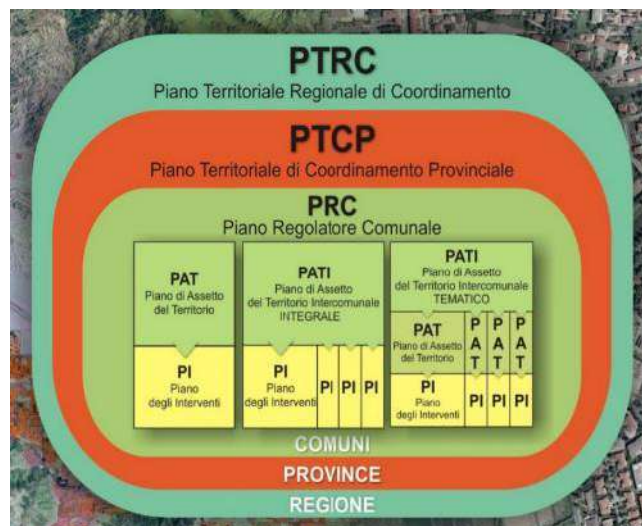 PTRC
Piano Territoriale Regionale di Coordinamento
PTCP
Piano Territoriale di Coordinamento Provinciale
PRC
Piano Regolatore Comunale
PAT
Piano di Assetto
del Territorio
PI
Piano
degli Interventi
PATI
Piano di Assetto
del Territorio Intercomunale
INTEGRALE
PI
Piano
degli Interventi
PI PI PI
PATI
Piano di Assetto
del Territorio Intercomunale
TEMATICO
PAT
Piano di Assetto
del Territorio
PAT
PAT
PAT
PI
Piano
degli Interventi
PI PI PI
COMUNI
PROVINCE
REGIONE